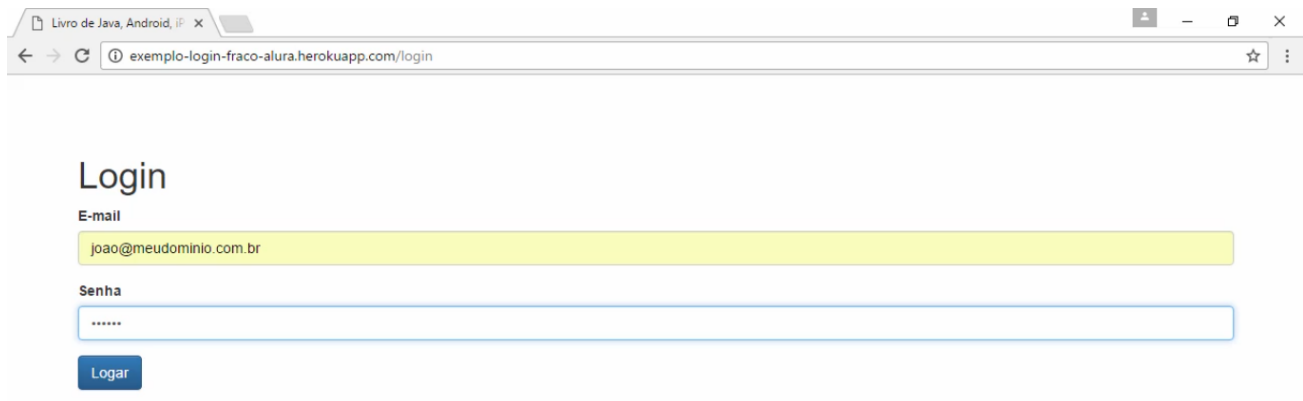 Livro de Java, Android, iP
exemplo-login-fraco-alura.herokuapp.com/login
Login
E-mail
joao@meudominio.com.br
Senha
••••••
Logar